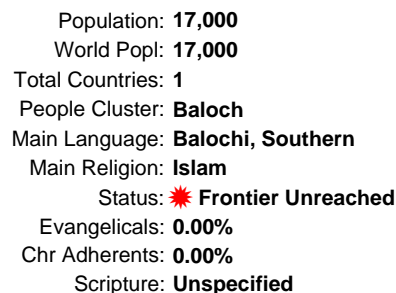 Population: 17,000
World Popl: 17,000
Total Countries: 1
People Cluster: Baloch
Main Language: Balochi, Southern
Main Religion: Islam
Status: Frontier Unreached
Evangelicals: 0.00%
Chr Adherents: 0.00%
Scripture: Unspecified